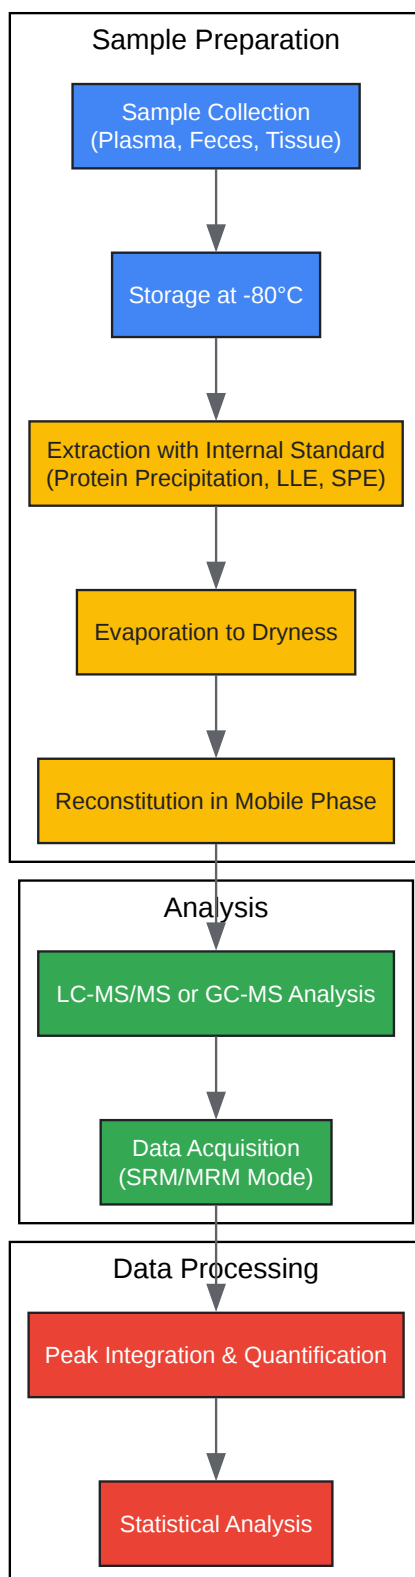 Sample Preparation
Sample Collection
(Plasma, Feces, Tissue)
Storage at -80°C
Extraction with Internal Standard
(Protein Precipitation, LLE, SPE)
Evaporation to Dryness
Reconstitution in Mobile Phase
Analysis
LC-MS/MS or GC-MS Analysis
Data Acquisition
(SRM/MRM Mode)
Data Processing
Peak Integration & Quantification
Statistical Analysis